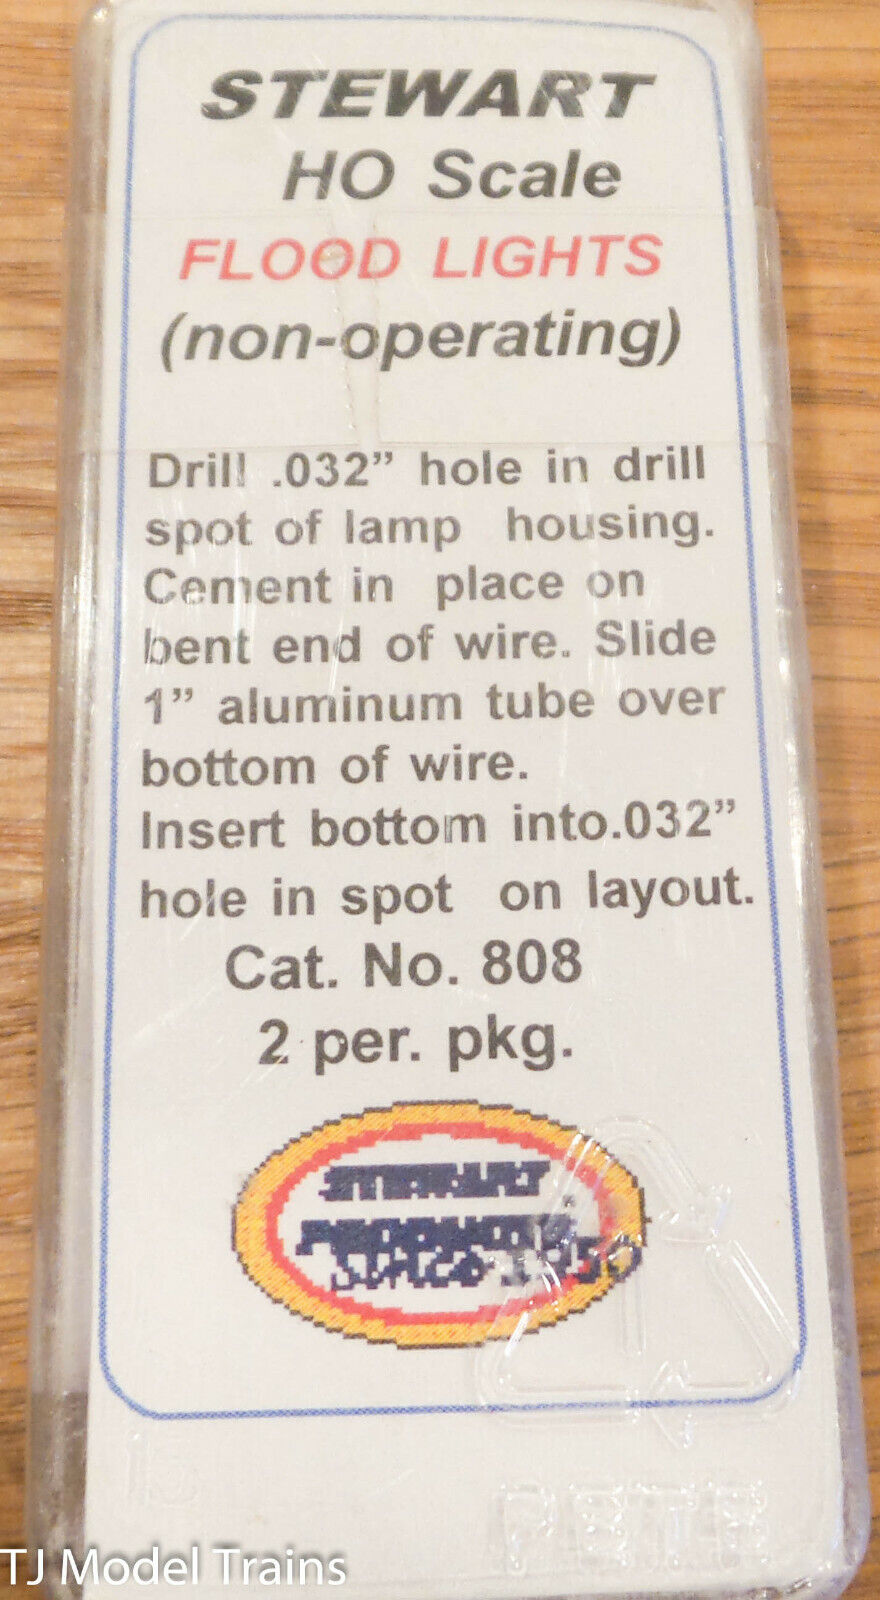 STEWART
HO Scale
FLOOD LIGHTS
(non-operating)
Drill .032” hole in drill
spot of lamp housing.
Cement in place on
bent end of wire. Slide
1” aluminum tube over
bottom of wire.
Insert bottom into.032”
hole in spot on layout.
Cat. No. 808
2 per. pkg.
STEWART
PRODUCTS
TJ Model Trains